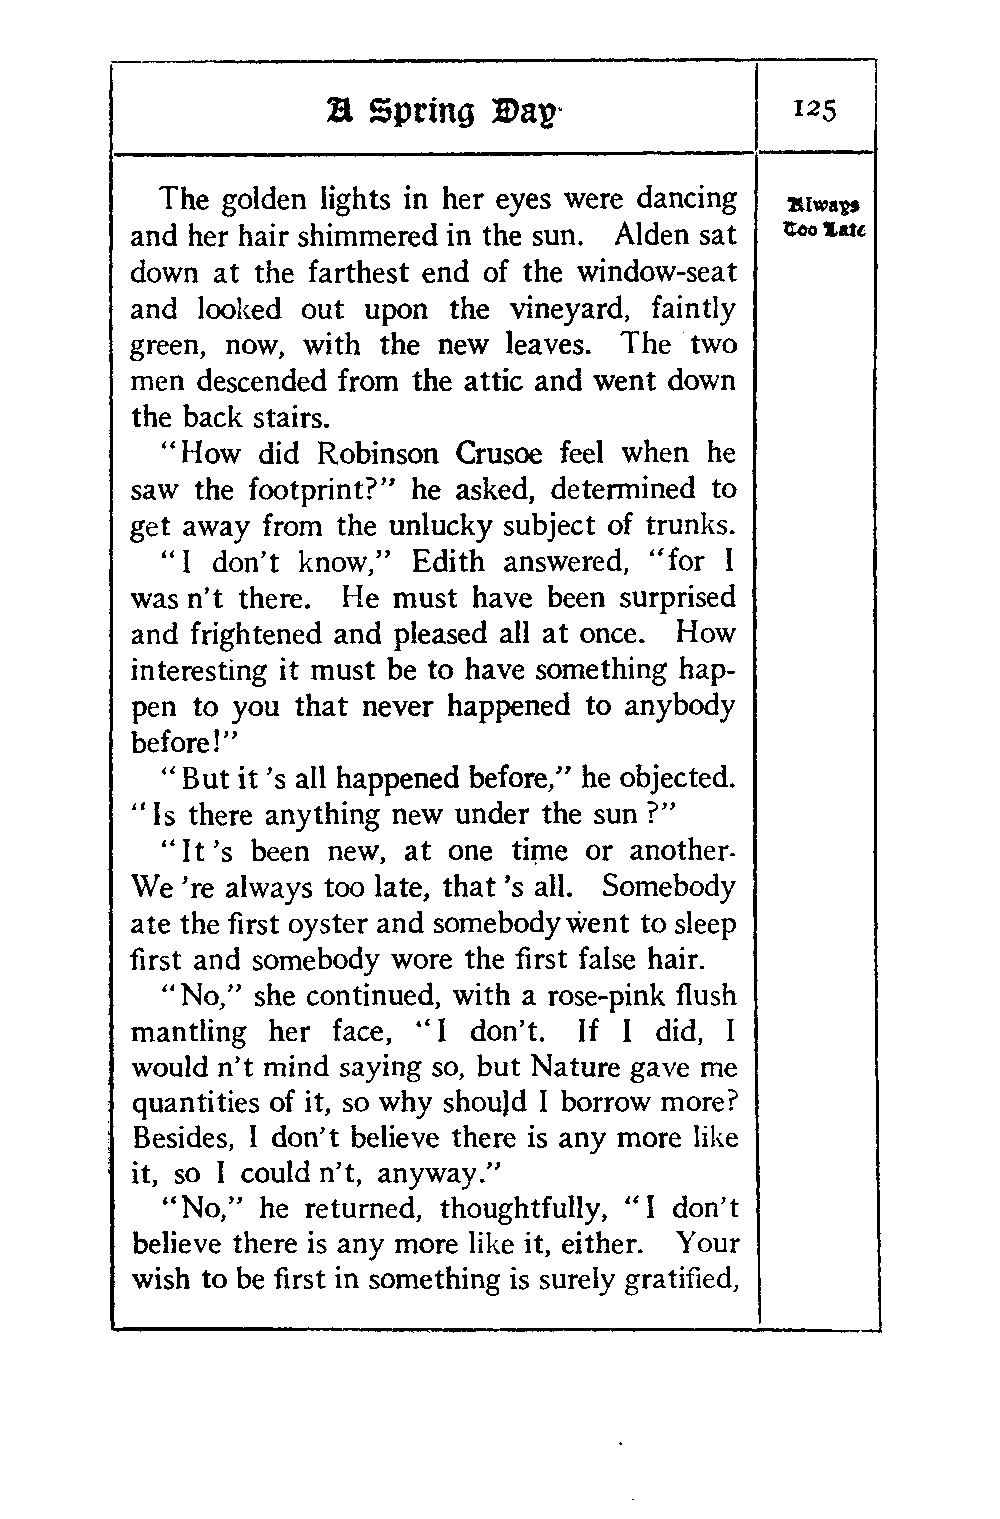 A Spring Day
125
Always
Too Late
The golden lights in her eyes were dancing
and her hair shimmered in the sun. Alden sat
down at the farthest end of the window-seat
and looked out upon the vineyard, faintly
green, now, with the new leaves. The two
men descended from the attic and went down
the back stairs.
"How did Robinson Crusoe feel when he
saw the footprint?" he asked, determined to
get away from the unlucky subject of trunks.
"I don't know," Edith answered, "for I
was n't there. He must have been surprised
and frightened and pleased all at once. How
interesting it must be to have something hap-
pen to you that never happened to anybody
before!"
"But it 's all happened before," he objected.
"Is there anything new under the sun ?"
"It 's been new, at one time or another.
We 're always too late, that 's all. Somebody
ate the first oyster and somebody went to sleep
first and somebody wore the first false hair.
"No," she continued, with a rose-pink flush
mantling her face, "I don't. If I did, I
would n't mind saying so, but Nature gave me
quantities of it, so why should I borrow more?
Besides, I don't believe there is any more like
it, so I could n't, anyway."
"No," he returned, thoughtfully, "I don't
believe there is any more like it, either. Your
wish to be first in something is surely gratified,